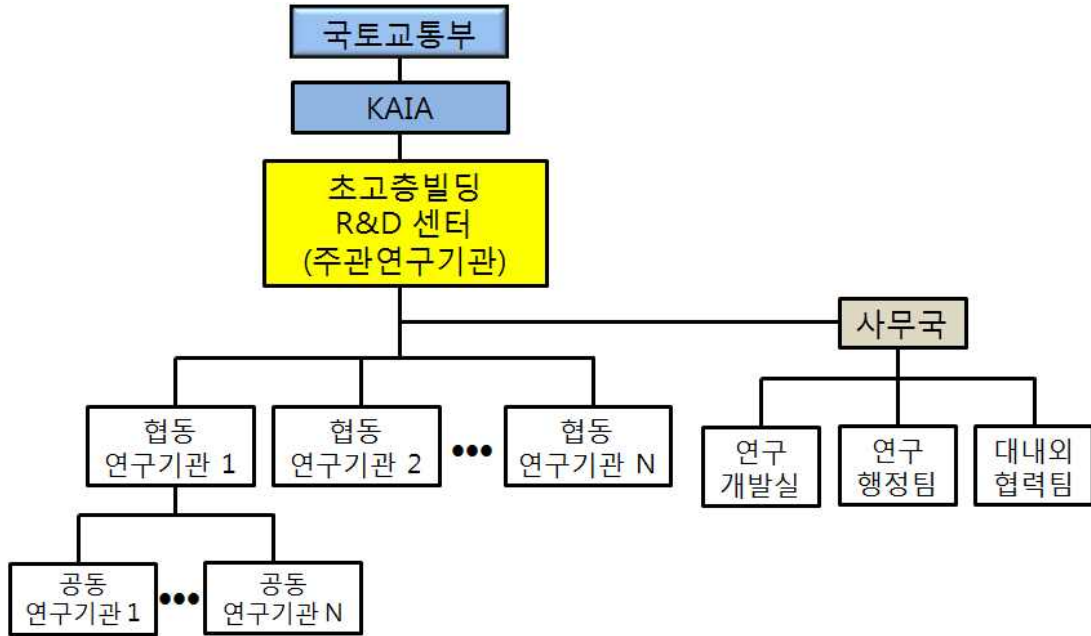 국토교통부
KAIA
초고층빌딩
R&D 센터
(주관연구기관)
사무국
협동
연구기관 1
협동
연구기관 2
•••
협동
연구기관 N
연구
개발실
연구
행정팀
대내외
협력팀
공동
연구기관 1
•••
공동
연구기관 N